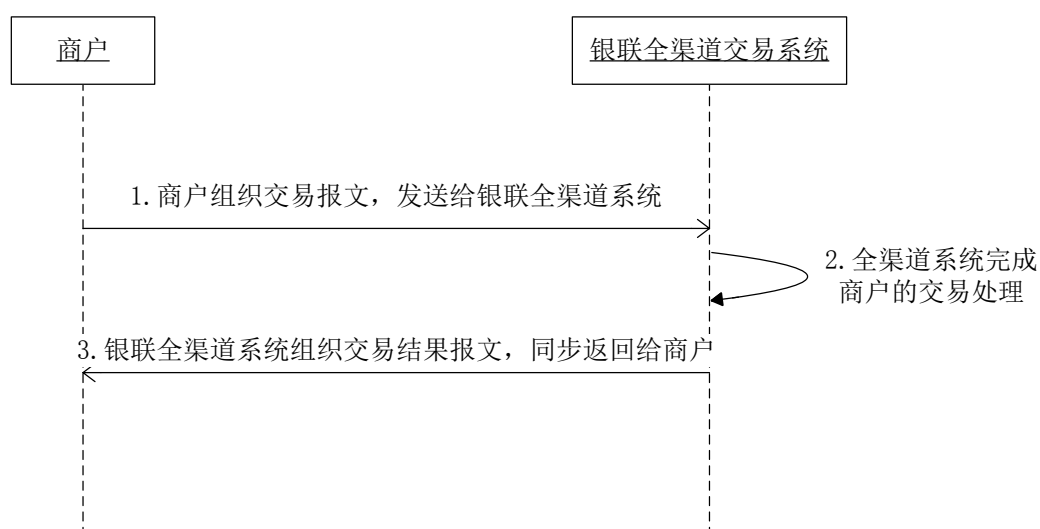 商户
银联全渠道交易系统
1.商户组织交易报文，发送给银联全渠道系统
2.全渠道系统完成
商户的交易处理
3.银联全渠道系统组织交易结果报文，同步返回给商户